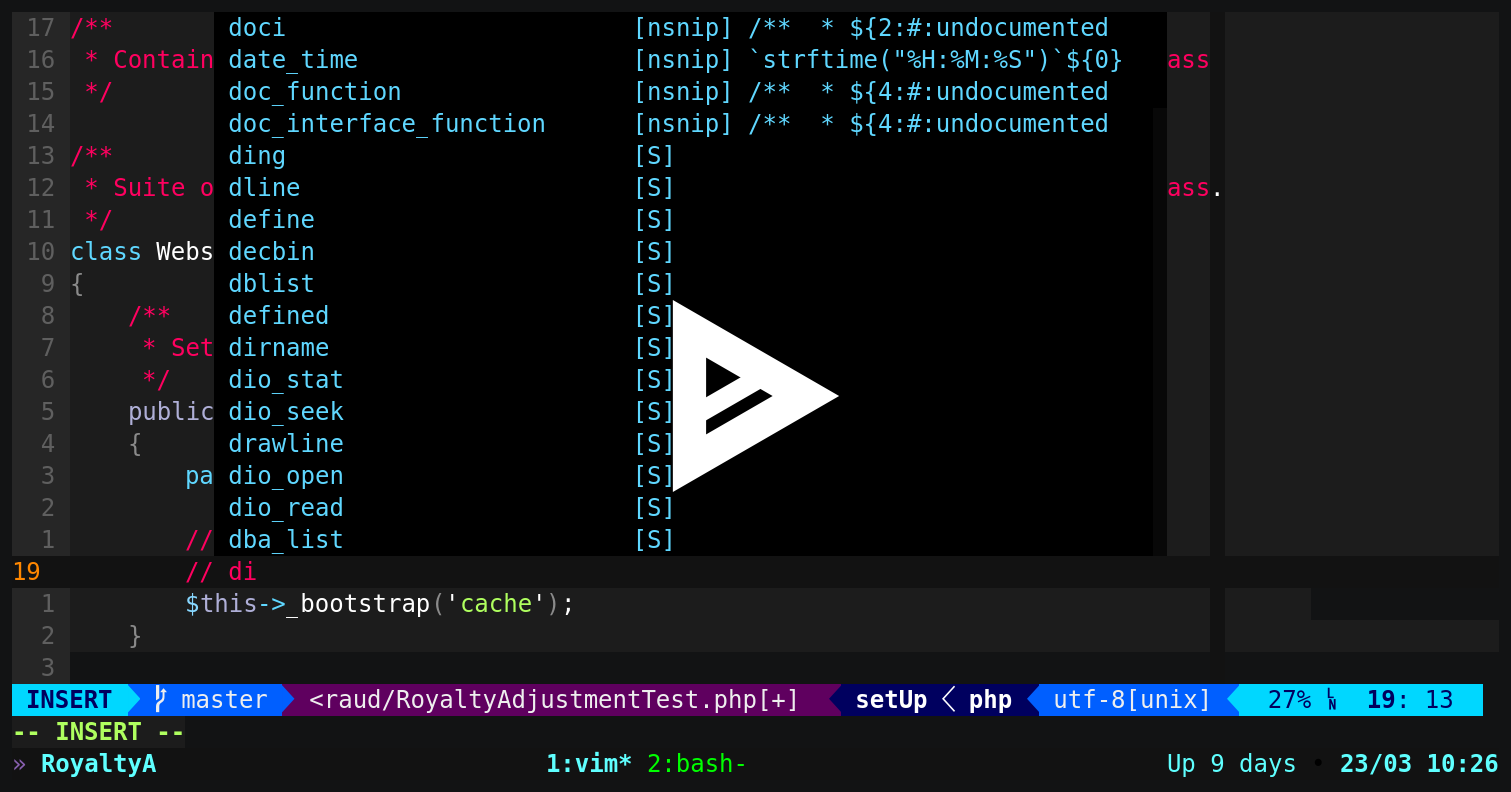 17 /** doci [nsnip] /**  * ${2:#:undocumented
16  * Contain date_time [nsnip] `strftime("%H:%M:%S")`${0} ass
15  */ doc_function [nsnip] /**  * ${4:#:undocumented
14 doc_interface_function [nsnip] /**  * ${4:#:undocumented
13 /** ding [S]
12  * Suite o dline [S] ass.
11  */ define [S]
10 class Webs decbin [S]
9 { dblist [S]
8 /** defined [S]
7  * Set dirname [S]
6  */ dio_stat [S]
5 public dio_seek [S]
4 { drawline [S]
3 pa dio_open [S]
2 dio_read [S]
1 // dba_list [S]
19 // di
1 $this->_bootstrap('cache');
2 }
3
INSERT master <raud/RoyaltyAdjustmentTest.php[+] setUp < php utf-8[unix] 27% LN 19: 13
-- INSERT --
» RoyaltyA 1:vim* 2:bash- Up 9 days • 23/03 10:26